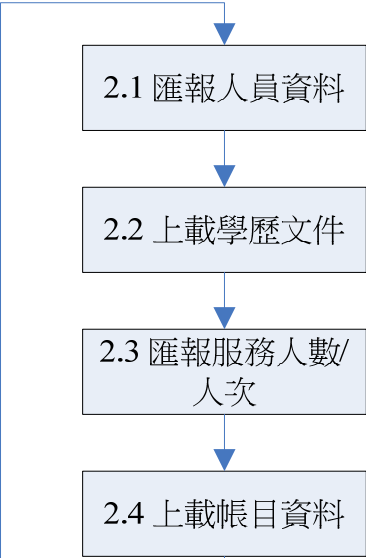 2.1 匯報人員資料
2.2 上載學歷文件
2.3 匯報服務人數/
人次
2.4 上載帳目資料